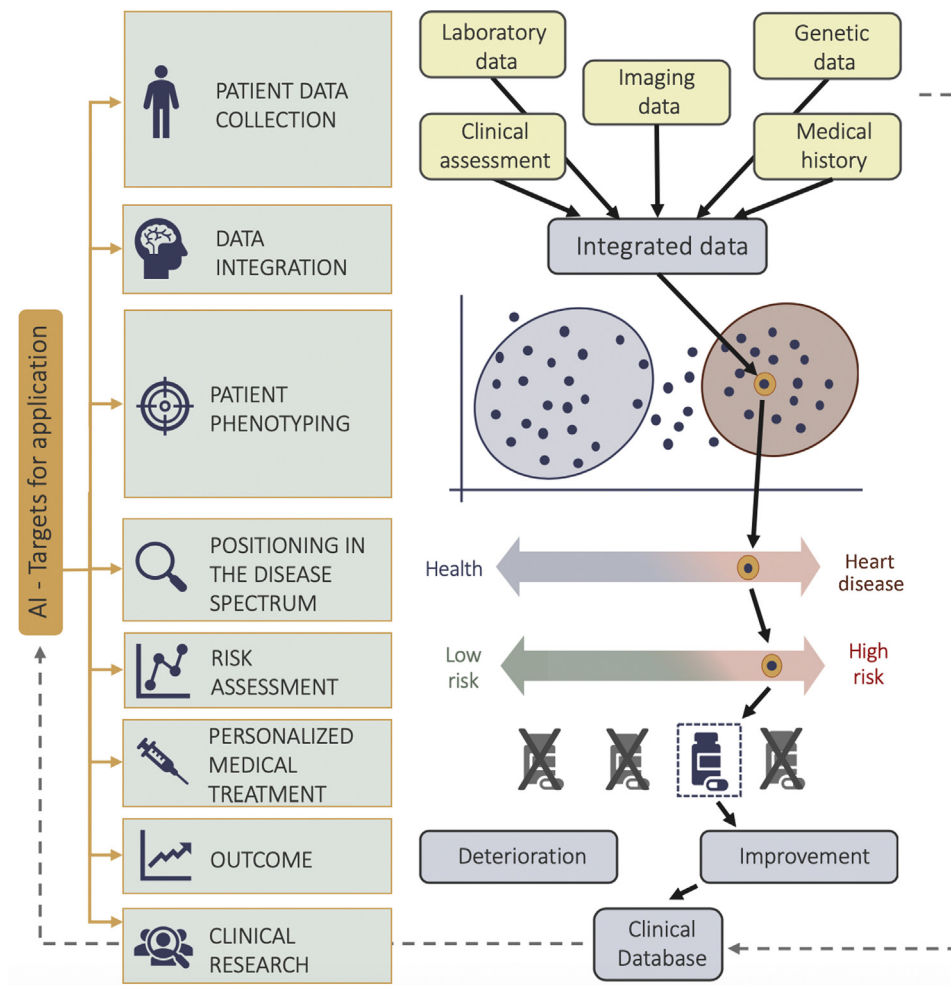 AI - Targets for application
PATIENT DATA
COLLECTION
DATA
INTEGRATION
PATIENT
PHENOTYPING
POSITIONING IN
THE DISEASE
SPECTRUM
RISK
ASSESSMENT
PERSONALIZED
MEDICAL
TREATMENT
OUTCOME
CLINICAL
RESEARCH
Laboratory
data
Imaging
data
Genetic
data
Clinical
assessment
Medical
history
Integrated data
Health
Heart
disease
Low
risk
High
risk
Deterioration
Improvement
Clinical
Database